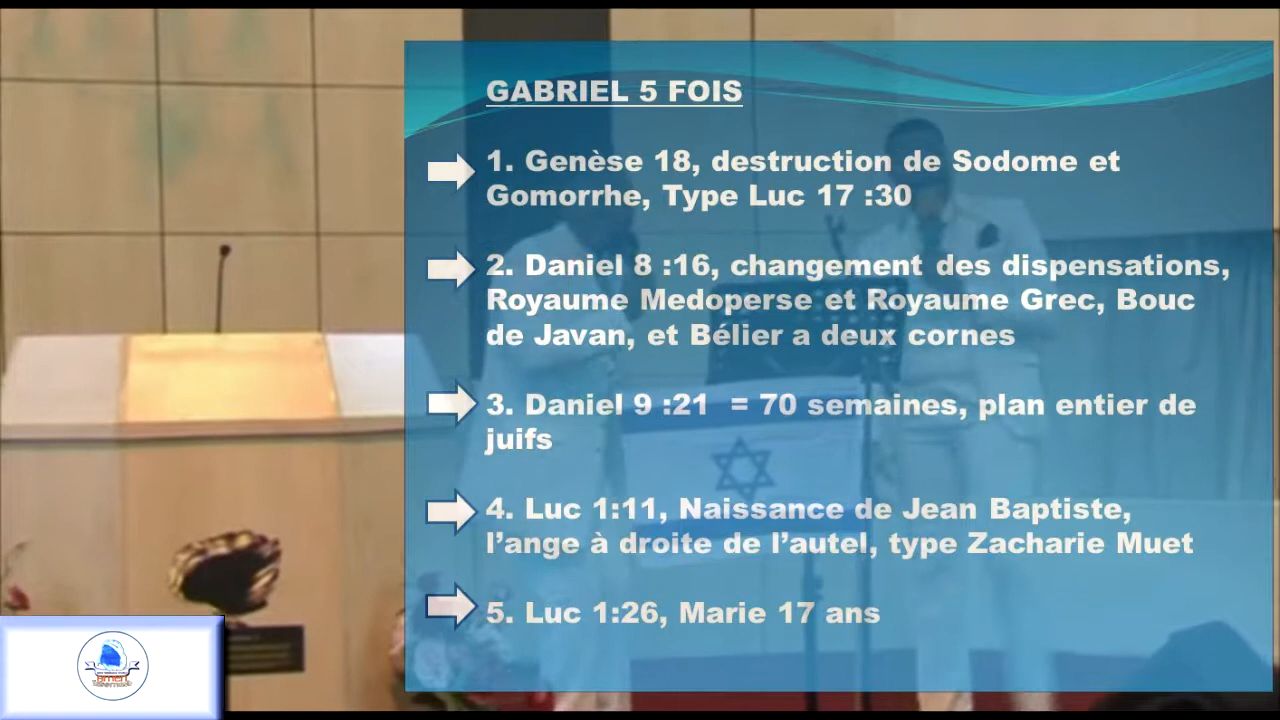 GABRIEL 5 FOIS
1. Genèse 18, destruction de Sodome et
Gomorrhe, Type Luc 17 :30
2. Daniel 8 :16, changement des dispensations,
Royaume Medoperse et Royaume Grec, Bouc
de Javan, et Bélier a deux cornes
3. Daniel 9 :21 = 70 semaines, plan entier de
juifs
4. Luc 1:11, Naissance de Jean Baptiste,
l'ange à droite de l'autel, type Zacharie Muet
5. Luc 1:26, Marie 17 ans